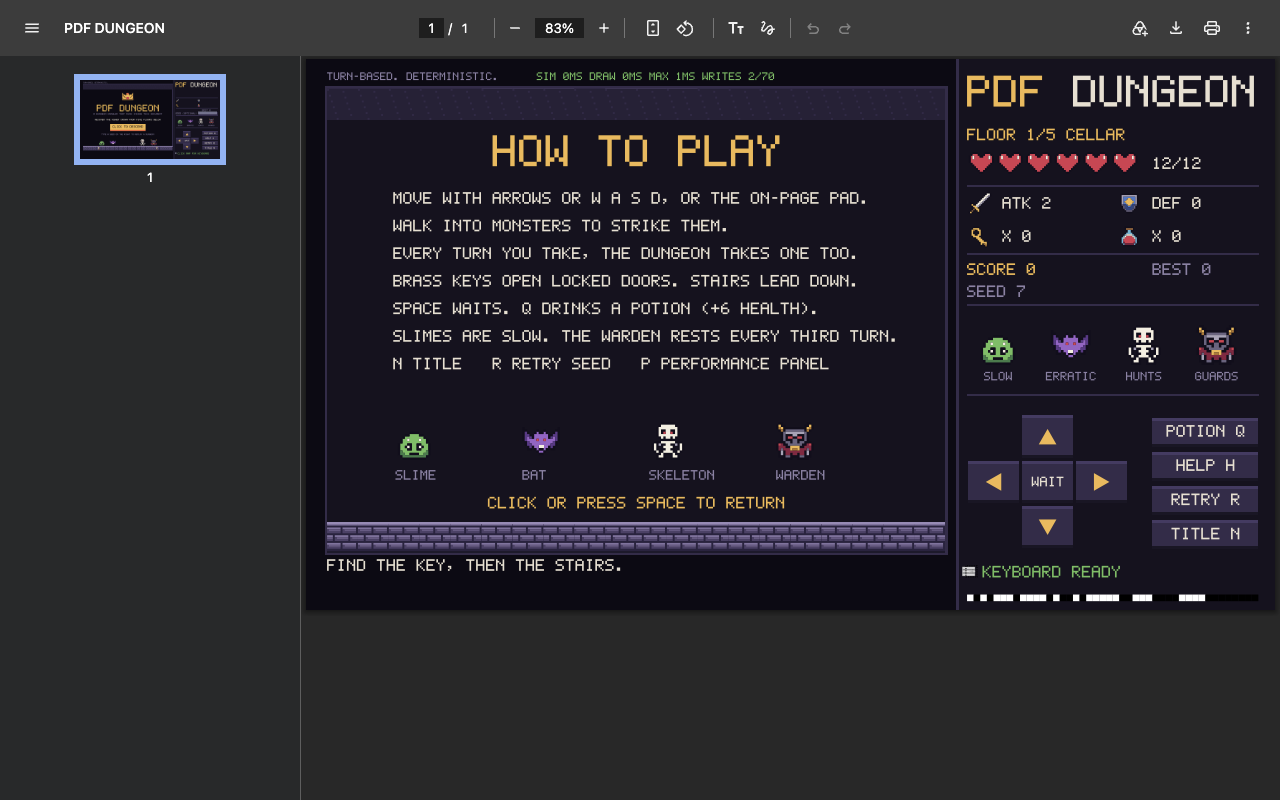 PDF DUNGEON
1 / 1
83%
1
TURN-BASED. DETERMINISTIC. SIM 0MS DRAW 0MS MAX 1MS WRITES 2/70
HOW TO PLAY
MOVE WITH ARROWS OR W A S D, OR THE ON-PAGE PAD.
WALK INTO MONSTERS TO STRIKE THEM.
EVERY TURN YOU TAKE, THE DUNGEON TAKES ONE TOO.
BRASS KEYS OPEN LOCKED DOORS. STAIRS LEAD DOWN.
SPACE WAITS. Q DRINKS A POTION (+6 HEALTH).
SLIMES ARE SLOW. THE WARDEN RESTS EVERY THIRD TURN.
N TITLE R RETRY SEED P PERFORMANCE PANEL
SLIME BAT SKELETON WARDEN
CLICK OR PRESS SPACE TO RETURN
FIND THE KEY, THEN THE STAIRS.
PDF DUNGEON
FLOOR 1/5 CELLAR
12/12
ATK 2 DEF 0
X 0 X 0
SCORE 0 BEST 0
SEED 7
SLOW ERRATIC HUNTS GUARDS
POTION Q
HELP H
WAIT
RETRY R
TITLE N
KEYBOARD READY